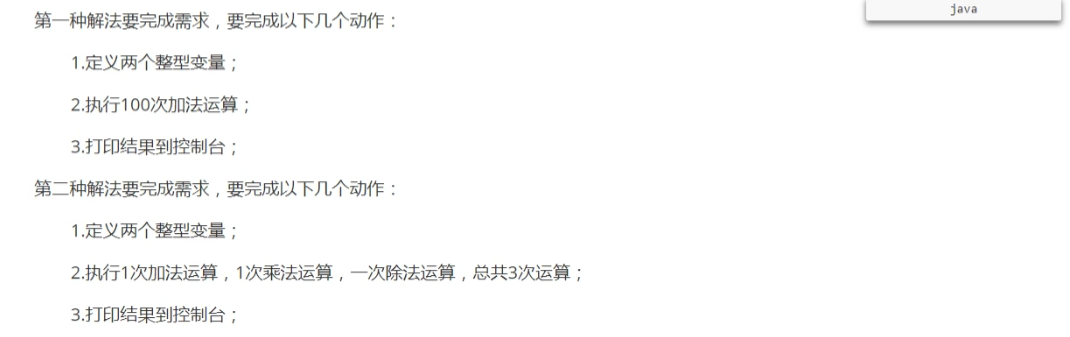 java
第一种解法要完成需求，要完成以下几个动作：
1.定义两个整型变量；
2.执行100次加法运算；
3.打印结果到控制台；
第二种解法要完成需求，要完成以下几个动作：
1.定义两个整型变量；
2.执行1次加法运算，1次乘法运算，一次除法运算，总共3次运算；
3.打印结果到控制台；